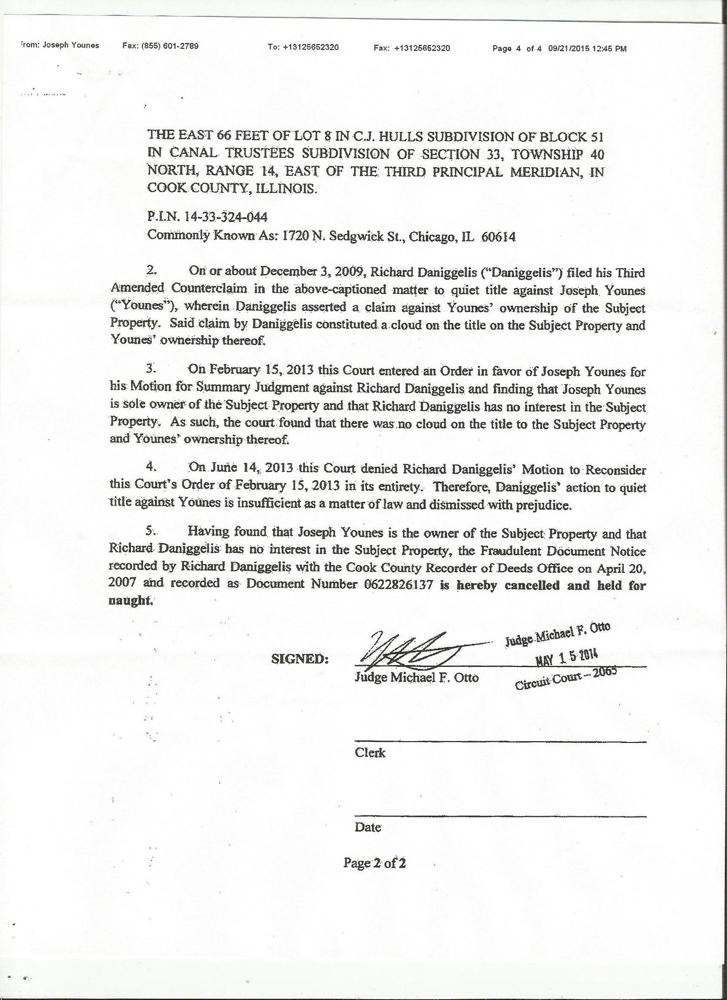 From: Joseph Younes Fax: (855) 601-2789 To: +13125652320 Fax: +13125652320 Page 4 of 4 09/21/2015 12:45 PM
THE EAST 66 FEET OF LOT 8 IN C.J. HULLS SUBDIVISION OF BLOCK 51
IN CANAL TRUSTEES SUBDIVISION OF SECTION 33, TOWNSHIP 40
NORTH, RANGE 14, EAST OF THE THIRD PRINCIPAL MERIDIAN, IN
COOK COUNTY, ILLINOIS.
P.I.N. 14-33-324-044
Commonly Known As: 1720 N. Sedgwick St., Chicago, IL 60614
2. On or about December 3, 2009, Richard Daniggelis (“Daniggelis”) filed his Third
Amended Counterclaim in the above-captioned matter to quiet title against Joseph Younes
(“Younes”), wherein Daniggelis asserted a claim against Younes’ ownership of the Subject
Property. Said claim by Daniggelis constituted a cloud on the title on the Subject Property and
Younes’ ownership thereof.
3. On February 15, 2013 this Court entered an Order in favor of Joseph Younes for
his Motion for Summary Judgment against Richard Daniggelis and finding that Joseph Younes
is sole owner of the Subject Property and that Richard Daniggelis has no interest in the Subject
Property. As such, the court found that there was no cloud on the title to the Subject Property
and Younes’ ownership thereof.
4. On June 14, 2013 this Court denied Richard Daniggelis’ Motion to Reconsider
this Court’s Order of February 15, 2013 in its entirety. Therefore, Daniggelis’ action to quiet
title against Younes is insufficient as a matter of law and dismissed with prejudice.
5. Having found that Joseph Younes is the owner of the Subject Property and that
Richard Daniggelis has no interest in the Subject Property, the Fraudulent Document Notice
recorded by Richard Daniggelis with the Cook County Recorder of Deeds Office on April 20,
2007 and recorded as Document Number 0622826137 is hereby cancelled and held for
naught.
Judge Michael F. Otto
MAY 15 2014
Circuit Court – 2065
SIGNED:
Judge Michael F. Otto
Clerk
Date
Page 2 of 2